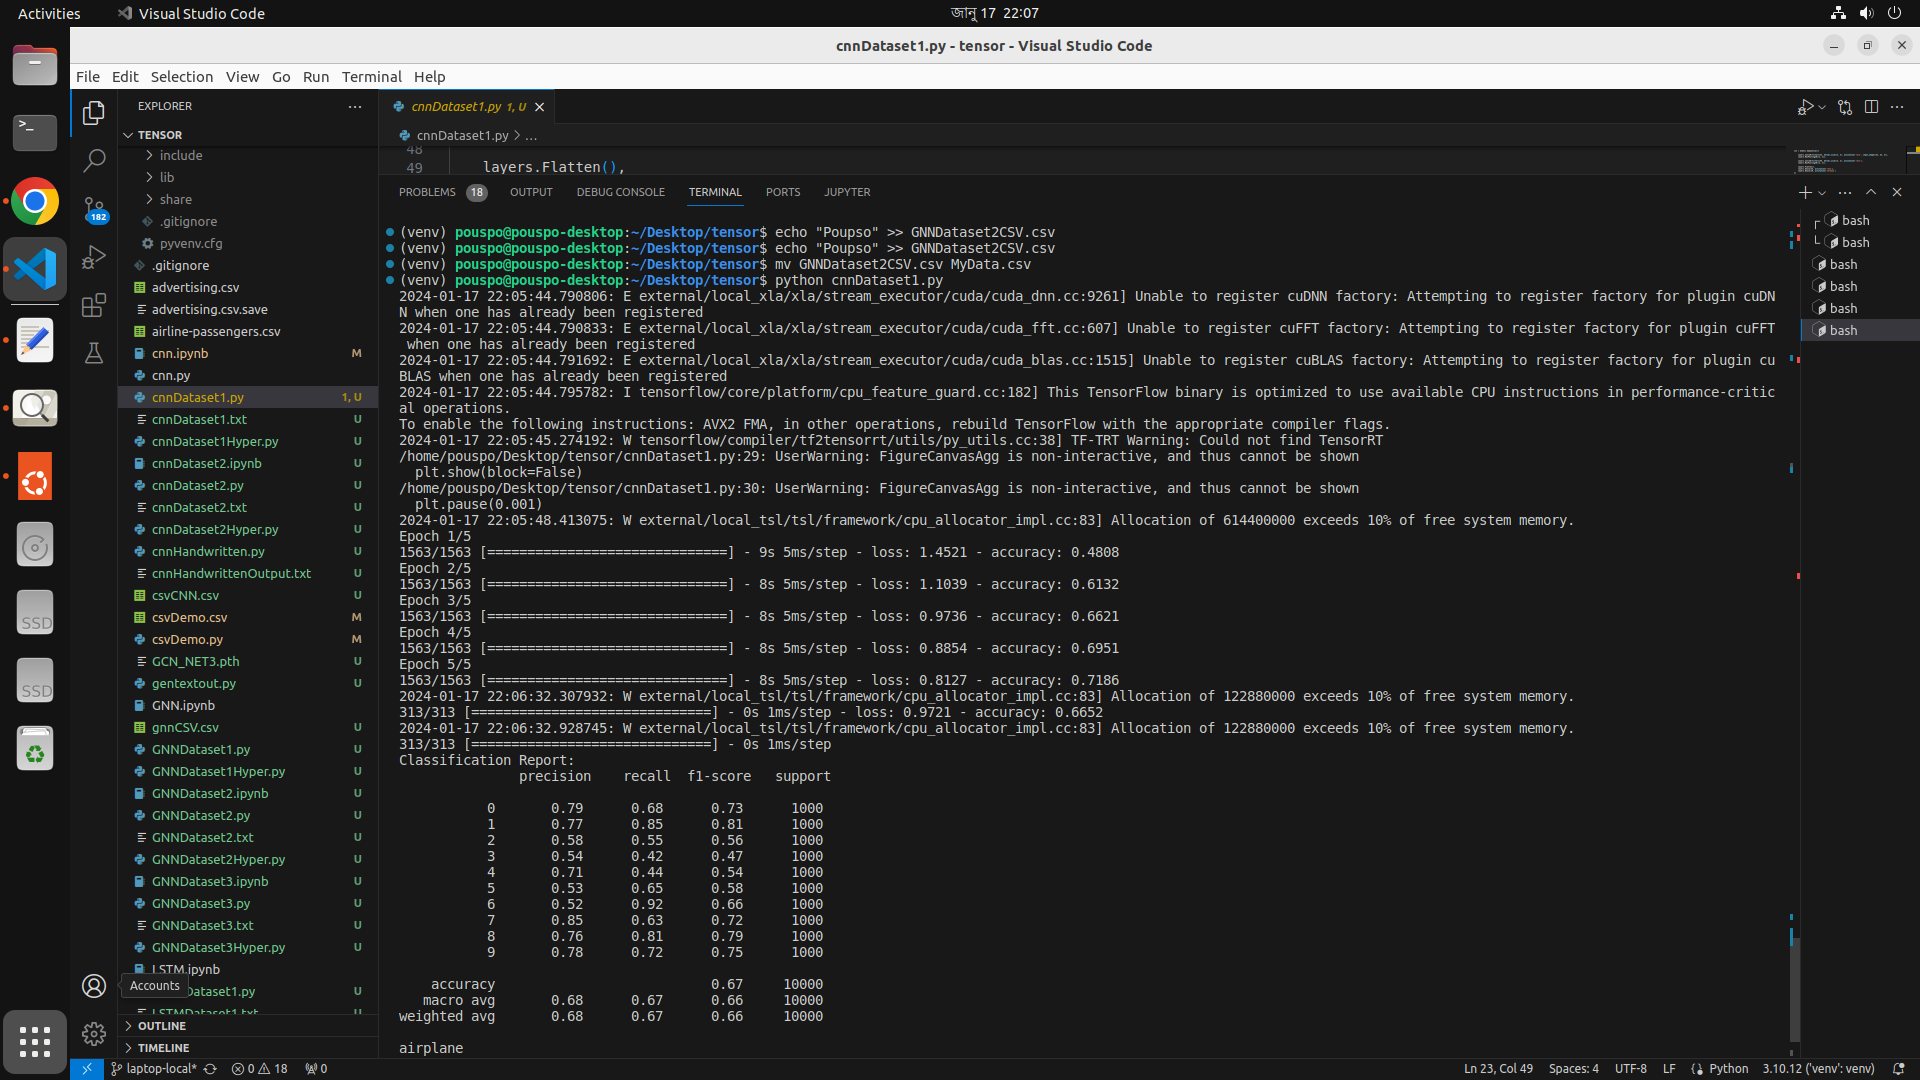 Activities
Visual Studio Code
জানু 17 22:07
cnnDataset1.py - tensor - Visual Studio Code
File Edit Selection View Go Run Terminal Help
EXPLORER
TENSOR
include
lib
share
.gitignore
pyvenv.cfg
.gitignore
advertising.csv
advertising.csv.save
airline-passengers.csv
cnn.ipynb M
cnn.py
cnnDataset1.py 1, U
cnnDataset1.txt U
cnnDataset1Hyper.py U
cnnDataset2.ipynb U
cnnDataset2.py U
cnnDataset2.txt U
cnnDataset2Hyper.py U
cnnHandwritten.py U
cnnHandwrittenOutput.txt U
csvCNN.csv U
csvDemo.csv M
csvDemo.py M
GCN_NET3.pth U
gentextout.py U
GNN.ipynb
gnnCSV.csv U
GNNDataset1.py U
GNNDataset1Hyper.py U
GNNDataset2.ipynb U
GNNDataset2.py U
GNNDataset2.txt U
GNNDataset2Hyper.py U
GNNDataset3.ipynb U
GNNDataset3.py U
GNNDataset3.txt U
GNNDataset3Hyper.py U
LSTM.ipynb
Dataset1.py U
LSTMDataset1.txt U
Accounts
OUTLINE
TIMELINE
182
SSD
SSD
cnnDataset1.py 1, U
cnnDataset1.py > ...
48
49 layers.Flatten(),
PROBLEMS 18 OUTPUT DEBUG CONSOLE TERMINAL PORTS JUPYTER
(venv) pouspo@pouspo-desktop:~/Desktop/tensor$ echo "Poupso" >> GNNDataset2CSV.csv
(venv) pouspo@pouspo-desktop:~/Desktop/tensor$ echo "Poupso" >> GNNDataset2CSV.csv
(venv) pouspo@pouspo-desktop:~/Desktop/tensor$ mv GNNDataset2CSV.csv MyData.csv
(venv) pouspo@pouspo-desktop:~/Desktop/tensor$ python cnnDataset1.py
2024-01-17 22:05:44.790806: E external/local_xla/xla/stream_executor/cuda/cuda_dnn.cc:9261] Unable to register cuDNN factory: Attempting to register factory for plugin cuDN
N when one has already been registered
2024-01-17 22:05:44.790833: E external/local_xla/xla/stream_executor/cuda/cuda_fft.cc:607] Unable to register cuFFT factory: Attempting to register factory for plugin cuFFT
when one has already been registered
2024-01-17 22:05:44.791692: E external/local_xla/xla/stream_executor/cuda/cuda_blas.cc:1515] Unable to register cuBLAS factory: Attempting to register factory for plugin cu
BLAS when one has already been registered
2024-01-17 22:05:44.795782: I tensorflow/core/platform/cpu_feature_guard.cc:182] This TensorFlow binary is optimized to use available CPU instructions in performance-critic
al operations.
To enable the following instructions: AVX2 FMA, in other operations, rebuild TensorFlow with the appropriate compiler flags.
2024-01-17 22:05:45.274192: W tensorflow/compiler/tf2tensorrt/utils/py_utils.cc:38] TF-TRT Warning: Could not find TensorRT
/home/pouspo/Desktop/tensor/cnnDataset1.py:29: UserWarning: FigureCanvasAgg is non-interactive, and thus cannot be shown
plt.show(block=False)
/home/pouspo/Desktop/tensor/cnnDataset1.py:30: UserWarning: FigureCanvasAgg is non-interactive, and thus cannot be shown
plt.pause(0.001)
2024-01-17 22:05:48.413075: W external/local_tsl/tsl/framework/cpu_allocator_impl.cc:83] Allocation of 614400000 exceeds 10% of free system memory.
Epoch 1/5
1563/1563 [==============================] - 9s 5ms/step - loss: 1.4521 - accuracy: 0.4808
Epoch 2/5
1563/1563 [==============================] - 8s 5ms/step - loss: 1.1039 - accuracy: 0.6132
Epoch 3/5
1563/1563 [==============================] - 8s 5ms/step - loss: 0.9736 - accuracy: 0.6621
Epoch 4/5
1563/1563 [==============================] - 8s 5ms/step - loss: 0.8854 - accuracy: 0.6951
Epoch 5/5
1563/1563 [==============================] - 8s 5ms/step - loss: 0.8127 - accuracy: 0.7186
2024-01-17 22:06:32.307932: W external/local_tsl/tsl/framework/cpu_allocator_impl.cc:83] Allocation of 122880000 exceeds 10% of free system memory.
313/313 [==============================] - 0s 1ms/step - loss: 0.9721 - accuracy: 0.6652
2024-01-17 22:06:32.928745: W external/local_tsl/tsl/framework/cpu_allocator_impl.cc:83] Allocation of 122880000 exceeds 10% of free system memory.
313/313 [==============================] - 0s 1ms/step
Classification Report:
precision recall f1-score support
0 0.79 0.68 0.73 1000
1 0.77 0.85 0.81 1000
2 0.58 0.55 0.56 1000
3 0.54 0.42 0.47 1000
4 0.71 0.44 0.54 1000
5 0.53 0.65 0.58 1000
6 0.52 0.92 0.66 1000
7 0.85 0.63 0.72 1000
8 0.76 0.81 0.79 1000
9 0.78 0.72 0.75 1000
accuracy 0.67 10000
macro avg 0.68 0.67 0.66 10000
weighted avg 0.68 0.67 0.66 10000
airplane
bash
bash
bash
bash
bash
bash
laptop-local* 0 18 0
Ln 23, Col 49 Spaces: 4 UTF-8 LF Python 3.10.12 ('venv': venv)